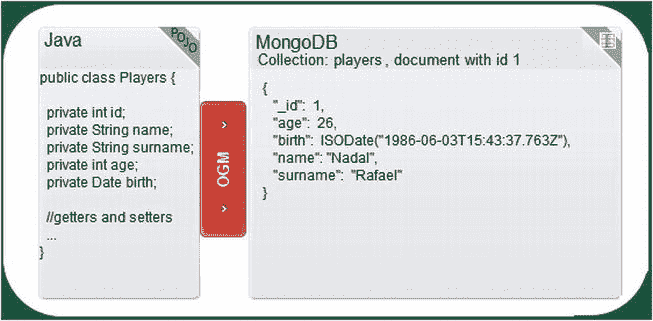 Java
POJO
public class Players {
private int id;
private String name;
private String surname;
private int age;
private Date birth;
//getters and setters
...
}
> OGM >
MongoDB
Collection: players , document with id 1
{
"_id": 1,
"age": 26,
"birth": ISODate("1986-06-03T15:43:37.763Z"),
"name": "Nadal",
"surname": "Rafael"
}